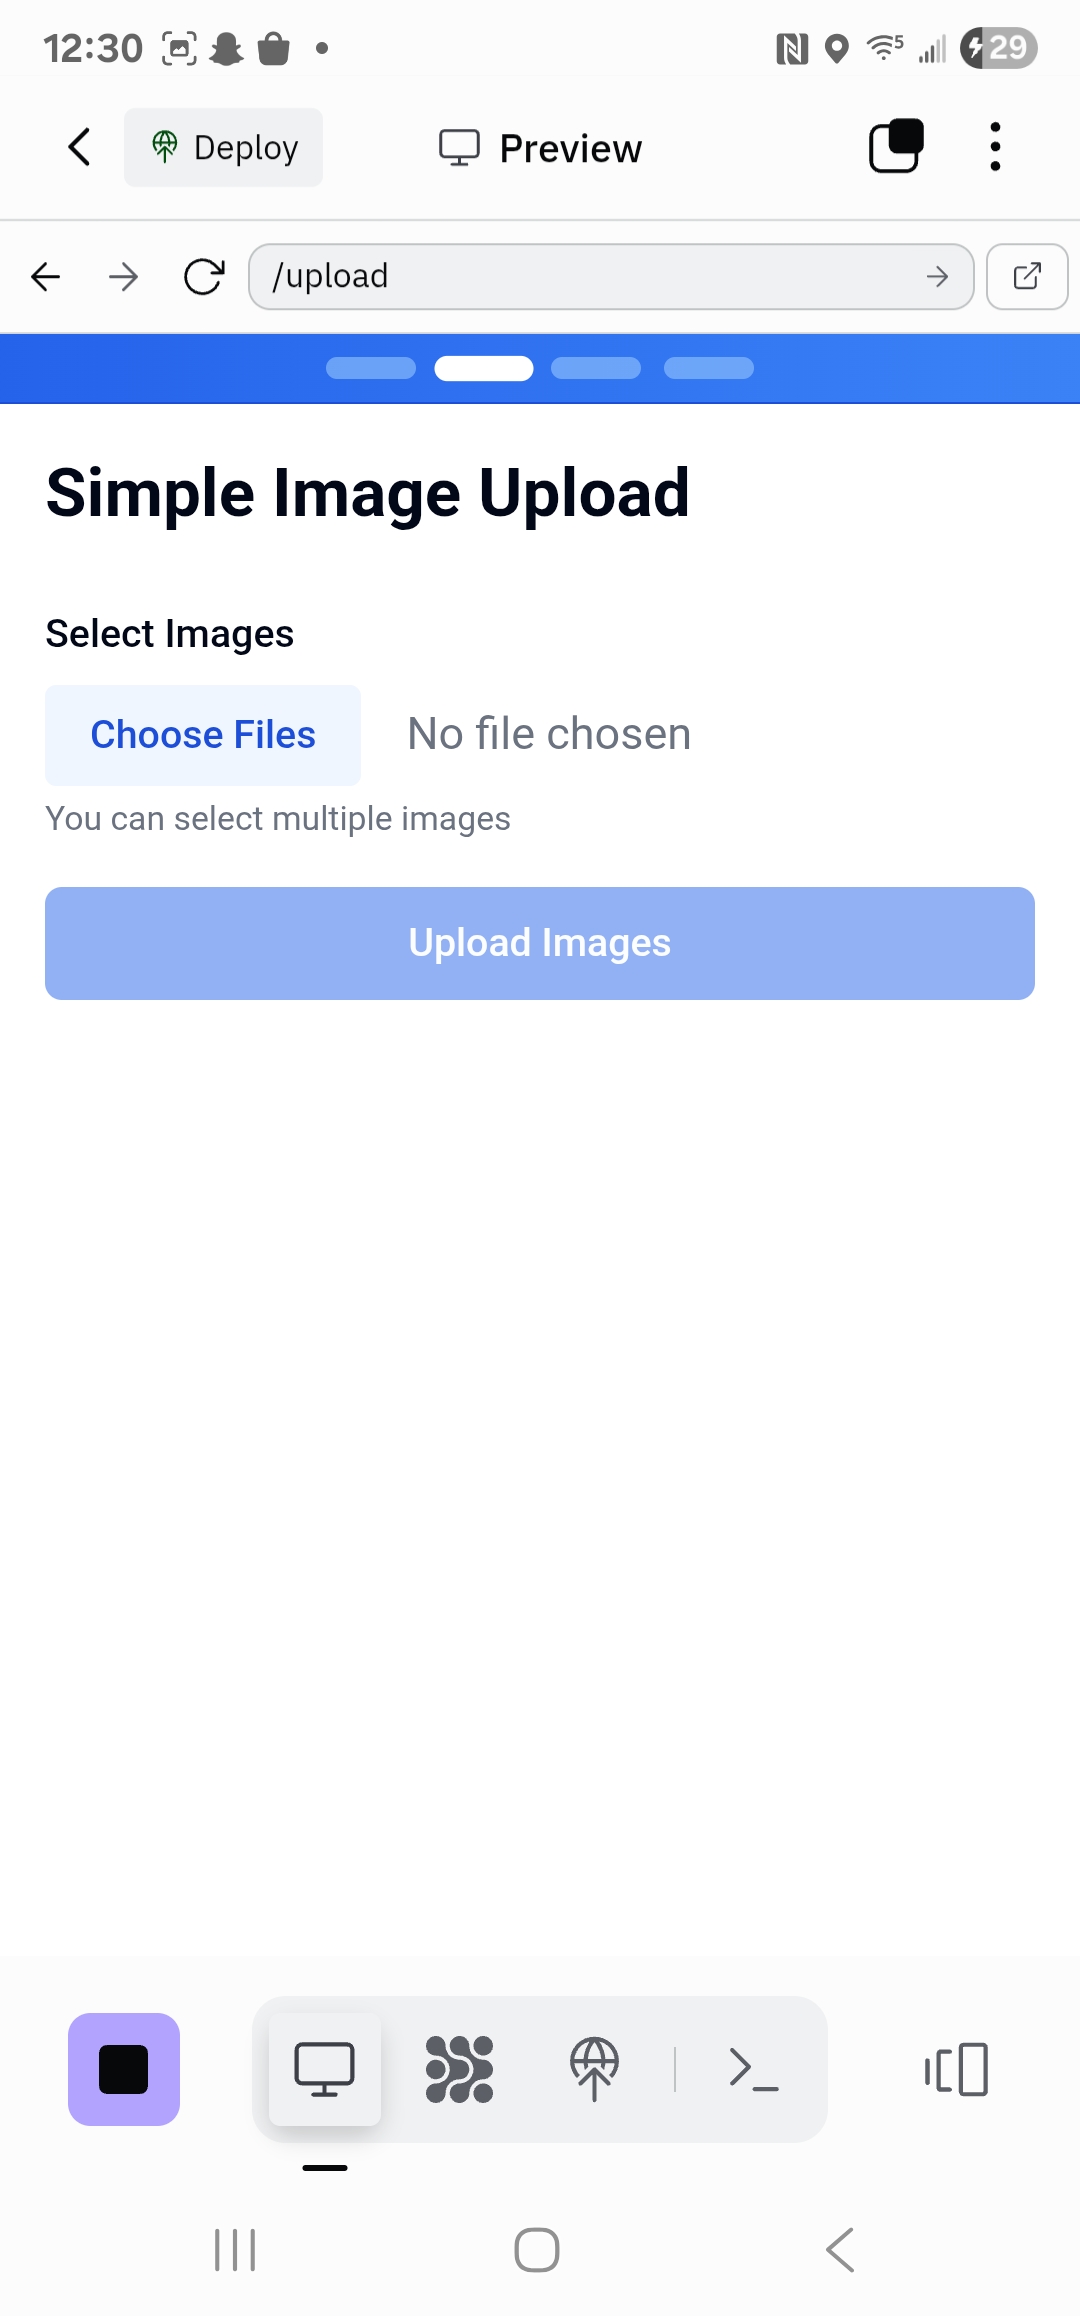 12:30
5
29
Deploy
Preview
/upload
Simple Image Upload
Select Images
Choose Files
No file chosen
You can select multiple images
Upload Images